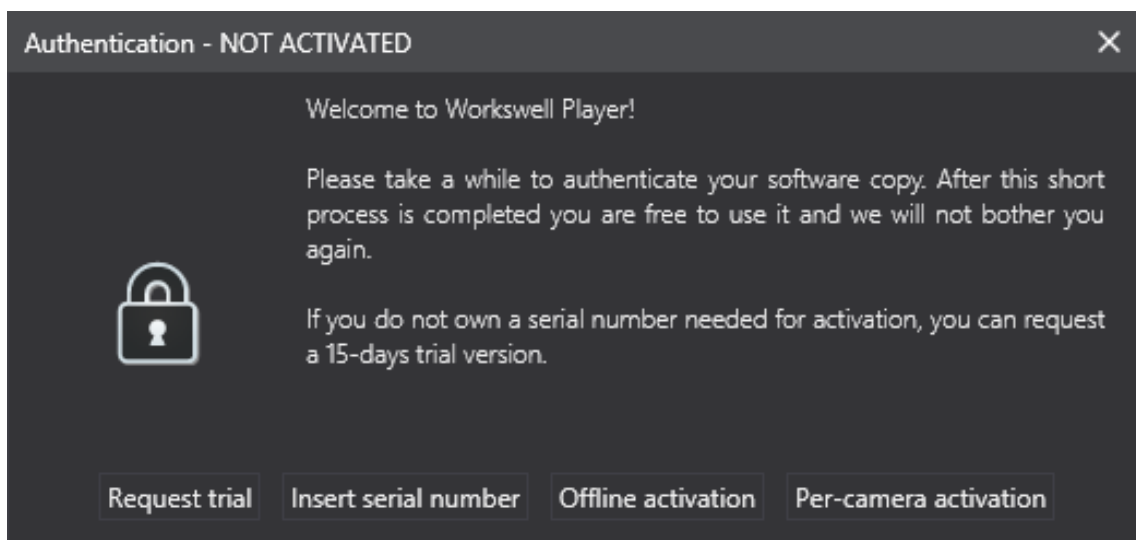 Authentication - NOT ACTIVATED
Welcome to Workswell Player!
Please take a while to authenticate your software copy. After this short
process is completed you are free to use it and we will not bother you
again.
If you do not own a serial number needed for activation, you can request
a 15-days trial version.
Request trial Insert serial number Offline activation Per-camera activation